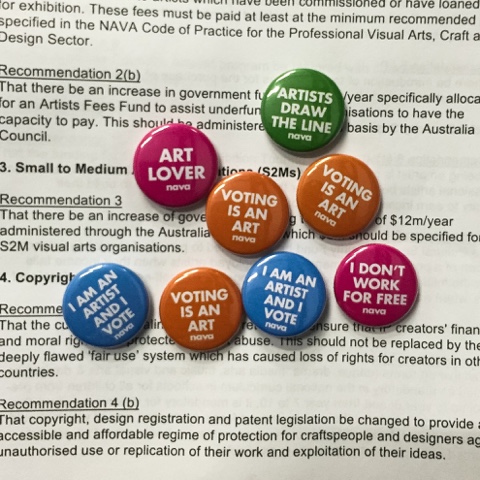 for exhibition. These fees must be paid at least at the minimum recommended
specified in the NAVA Code of Practice for the Professional Visual Arts, Craft a
Design Sector.
Recommendation 2(b)
That there be an increase in government fu /year specifically alloca
for an Artists Fees Fund to assist underfun isations to have the
capacity to pay. This should be administere basis by the Australia
Council.
3. Small to Medium tions (S2Ms)
Recommendation 3
That there be an increase of gove of $12m/year
administered through the Australia which should be specified for
S2M visual arts organisations.
4. Copyrigh
Recomme
That the cu ensure that creators' finan
and moral rig protecte abuse. This should not be replaced by the
deeply flawed 'fair use' system which has caused loss of rights for creators in oth
countries.
Recommendation 4 (b)
That copyright, design registration and patent legislation be changed to provide a
accessible and affordable regime of protection for craftspeople and designers ag
unauthorised use or replication of their work and exploitation of their ideas.
ARTISTS
DRAW
THE LINE
nava
ART
LOVER
nava
VOTING
IS AN
ART
nava
VOTING
IS AN
ART
nava
I AM AN
ARTIST
AND I
VOTE
nava
VOTING
IS AN
ART
nava
I AM AN
ARTIST
AND I
VOTE
nava
I DON'T
WORK
FOR FREE
nava